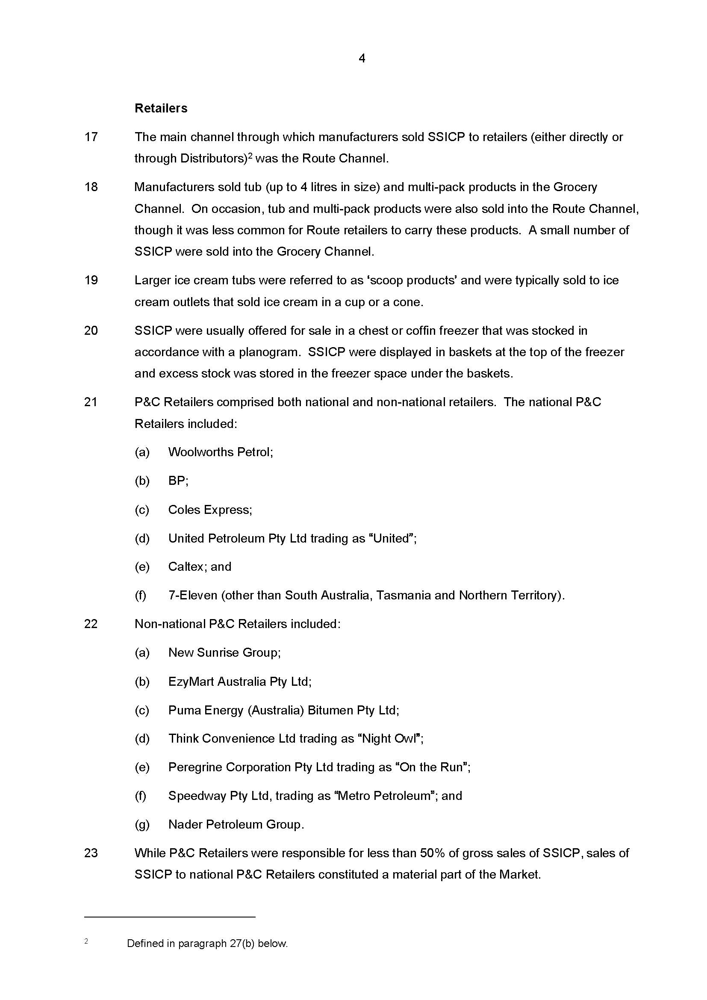 4
Retailers
17 The main channel through which manufacturers sold SSICP to retailers (either directly or
through Distributors)² was the Route Channel.
18 Manufacturers sold tub (up to 4 litres in size) and multi-pack products in the Grocery
Channel.  On occasion, tub and multi-pack products were also sold into the Route Channel,
though it was less common for Route retailers to carry these products.  A small number of
SSICP were sold into the Grocery Channel.
19 Larger ice cream tubs were referred to as ‘scoop products’ and were typically sold to ice
cream outlets that sold ice cream in a cup or a cone.
20 SSICP were usually offered for sale in a chest or coffin freezer that was stocked in
accordance with a planogram.  SSICP were displayed in baskets at the top of the freezer
and excess stock was stored in the freezer space under the baskets.
21 P&C Retailers comprised both national and non-national retailers.  The national P&C
Retailers included:
(a) Woolworths Petrol;
(b) BP;
(c) Coles Express;
(d) United Petroleum Pty Ltd trading as “United”;
(e) Caltex; and
(f) 7-Eleven (other than South Australia, Tasmania and Northern Territory).
22 Non-national P&C Retailers included:
(a) New Sunrise Group;
(b) EzyMart Australia Pty Ltd;
(c) Puma Energy (Australia) Bitumen Pty Ltd;
(d) Think Convenience Ltd trading as “Night Owl”;
(e) Peregrine Corporation Pty Ltd trading as “On the Run”;
(f) Speedway Pty Ltd, trading as “Metro Petroleum”; and
(g) Nader Petroleum Group.
23 While P&C Retailers were responsible for less than 50% of gross sales of SSICP, sales of
SSICP to national P&C Retailers constituted a material part of the Market.
² Defined in paragraph 27(b) below.